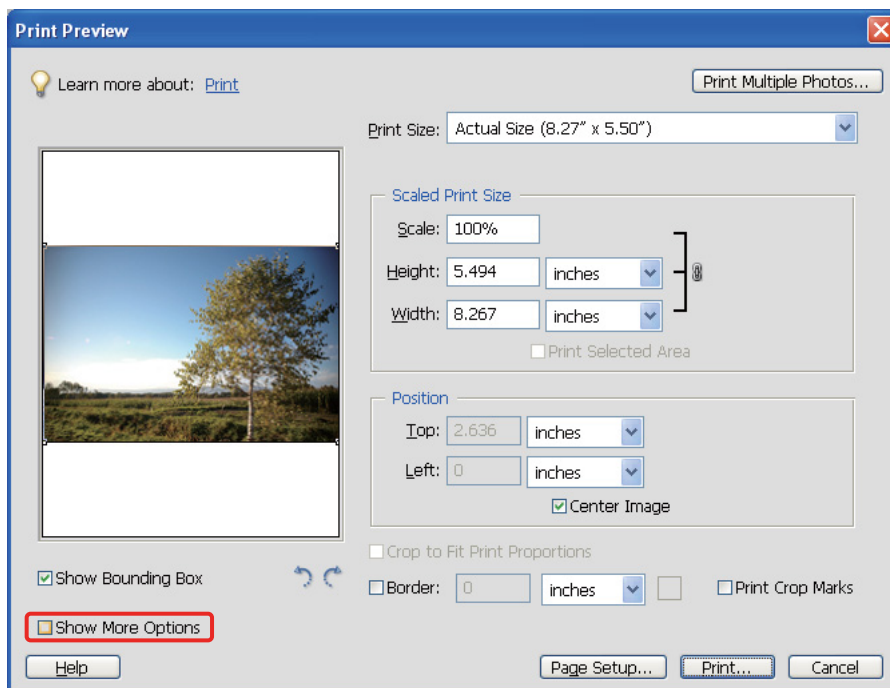 Print Preview
Learn more about: Print
Print Multiple Photos...
Print Size: Actual Size (8.27" x 5.50")
Scaled Print Size
Scale: 100%
Height: 5.494 inches
Width: 8.267 inches
Print Selected Area
Position
Top: 2.636 inches
Left: 0 inches
Center Image
Crop to Fit Print Proportions
Show Bounding Box
Border: 0 inches Print Crop Marks
Show More Options
Help Page Setup... Print... Cancel